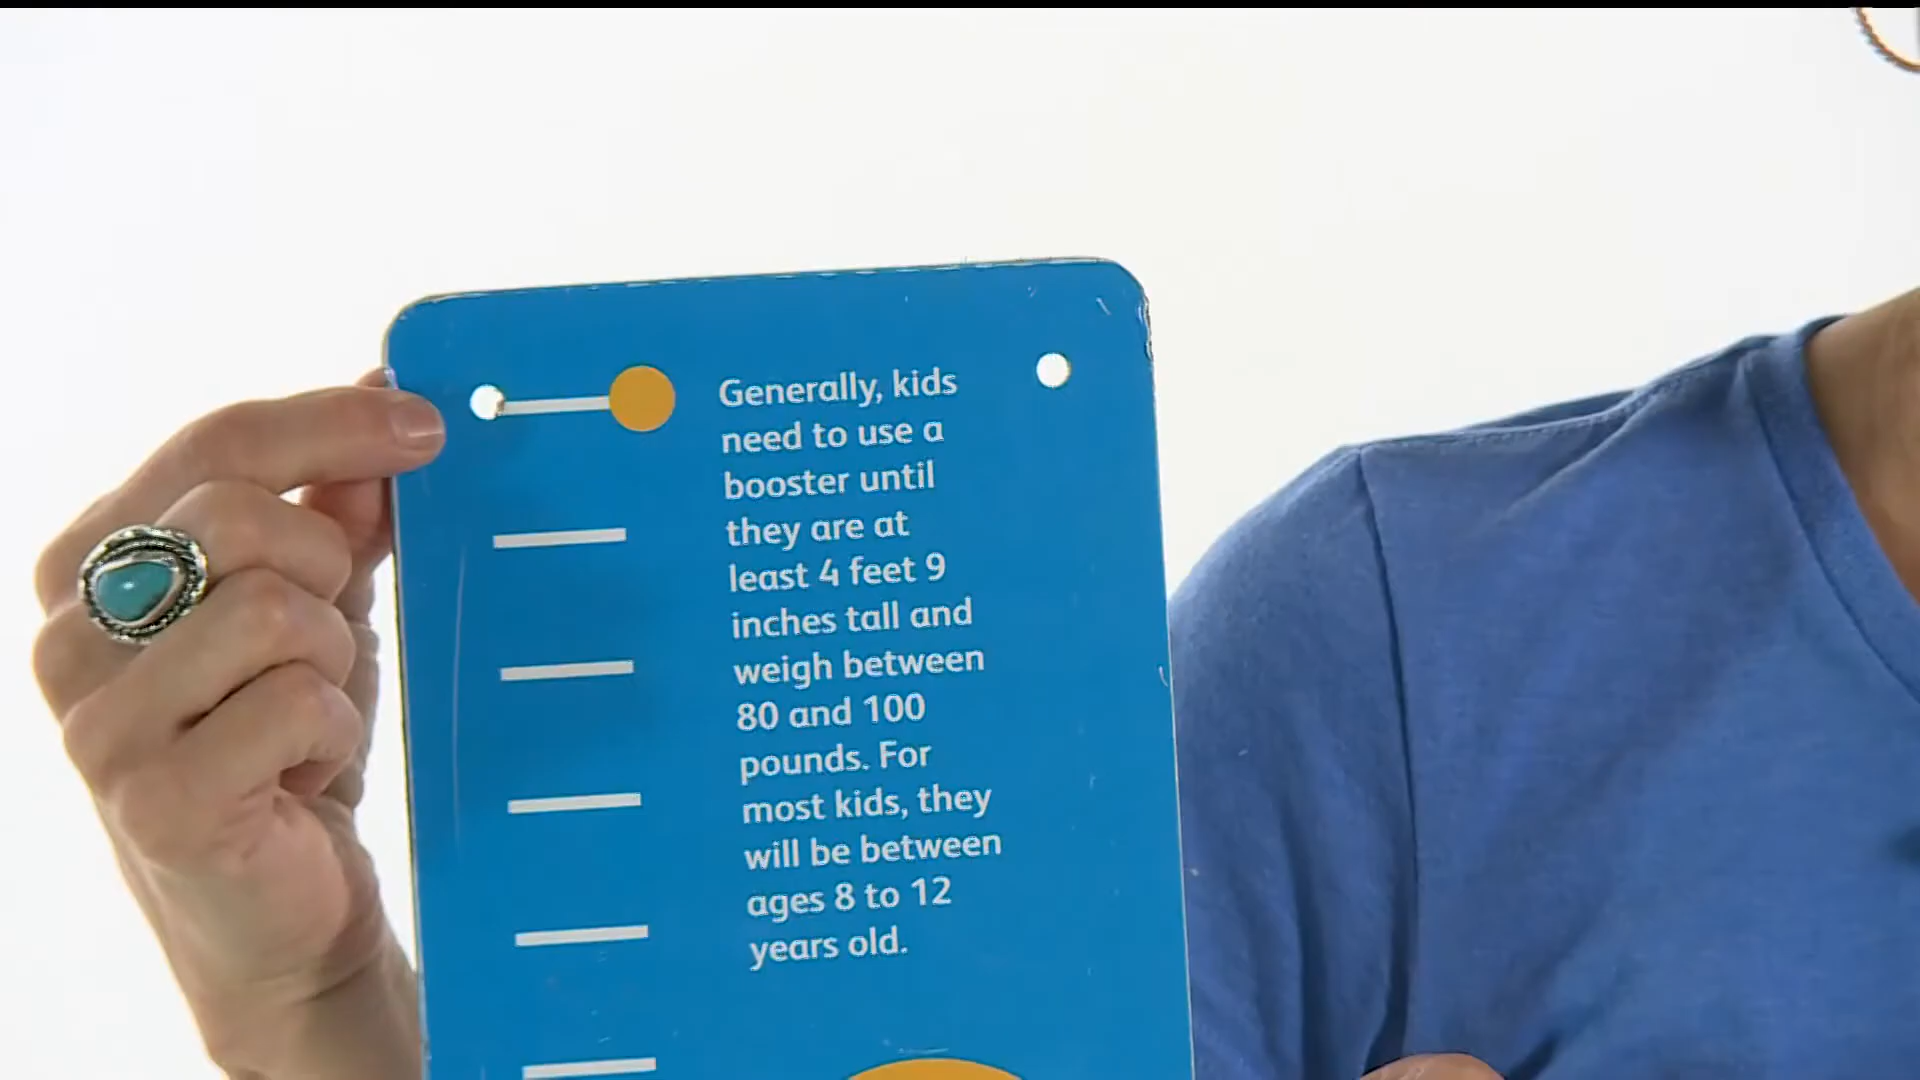 Generally, kids
need to use a
booster until
they are at
least 4 feet 9
inches tall and
weigh between
80 and 100
pounds. For
most kids, they
will be between
ages 8 to 12
years old.